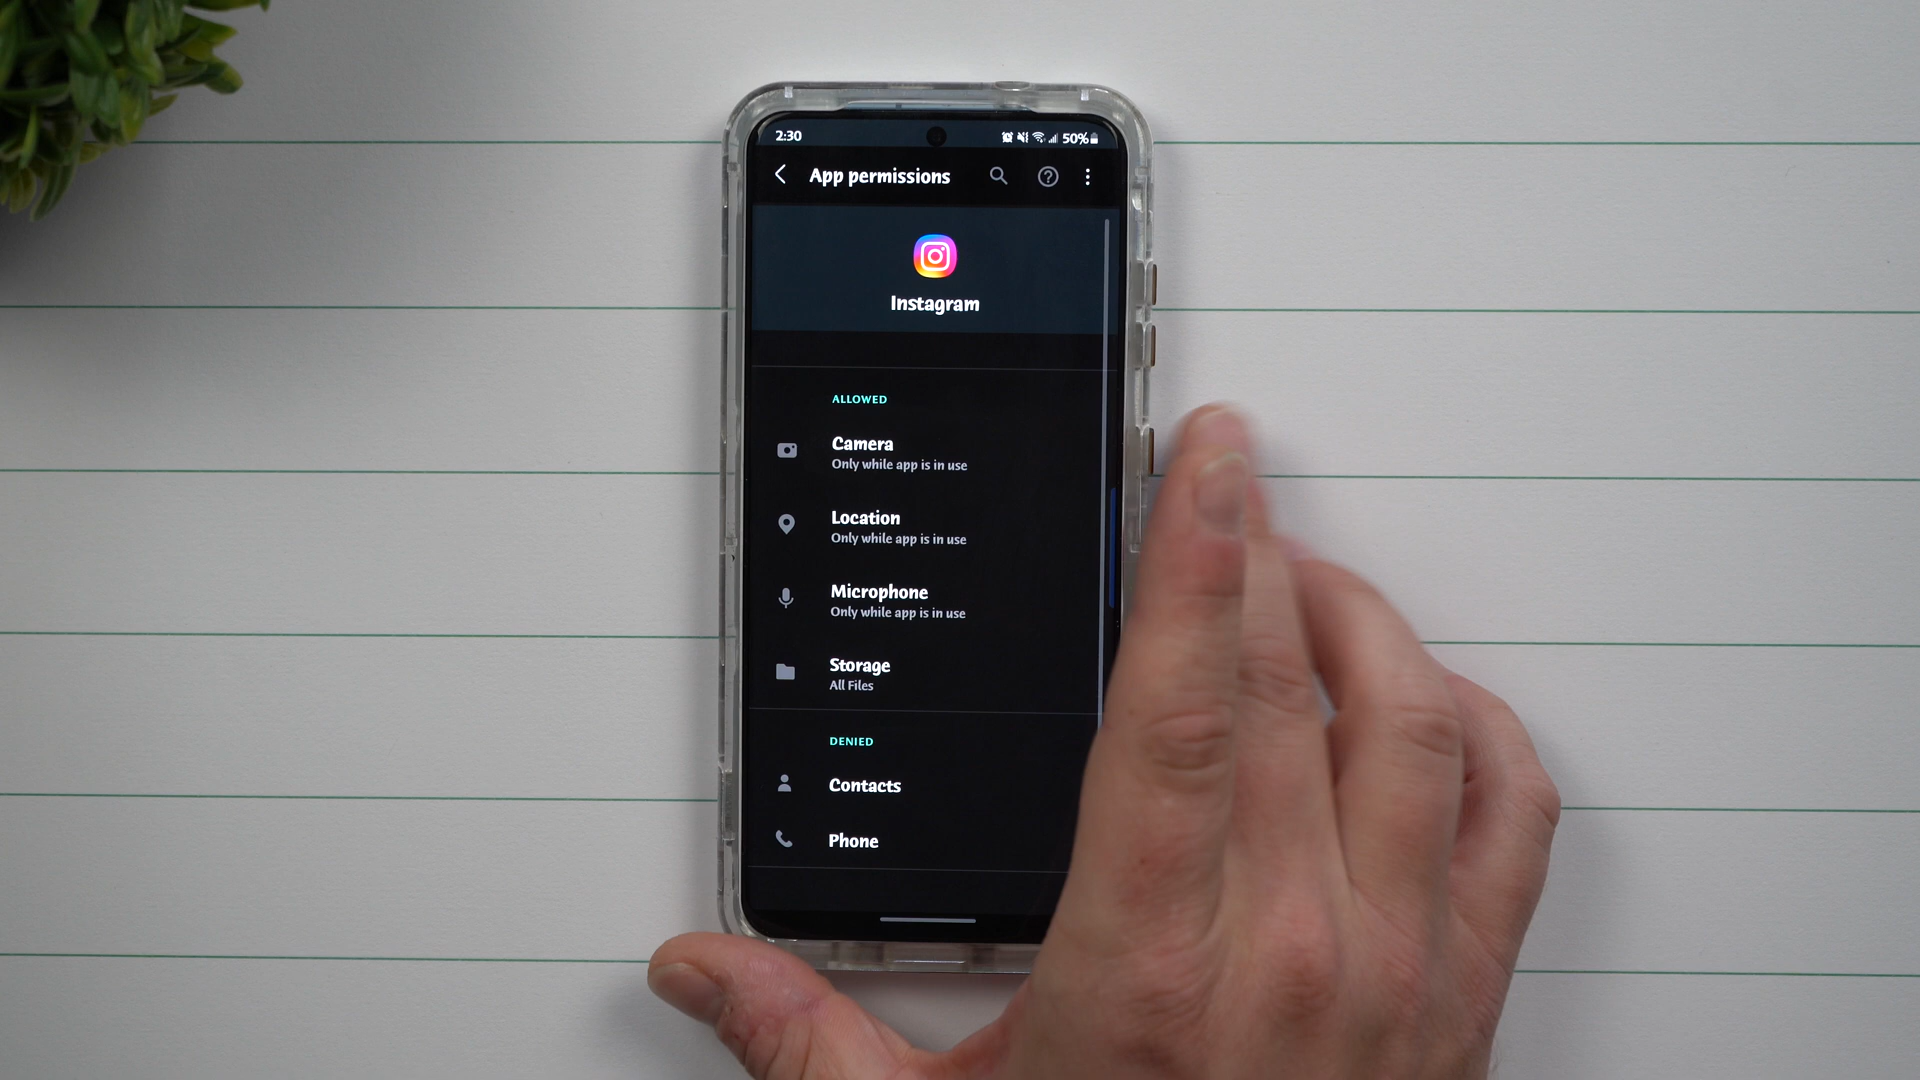 2:30
50%
App permissions
Instagram
ALLOWED
Camera
Only while app is in use
Location
Only while app is in use
Microphone
Only while app is in use
Storage
All Files
DENIED
Contacts
Phone